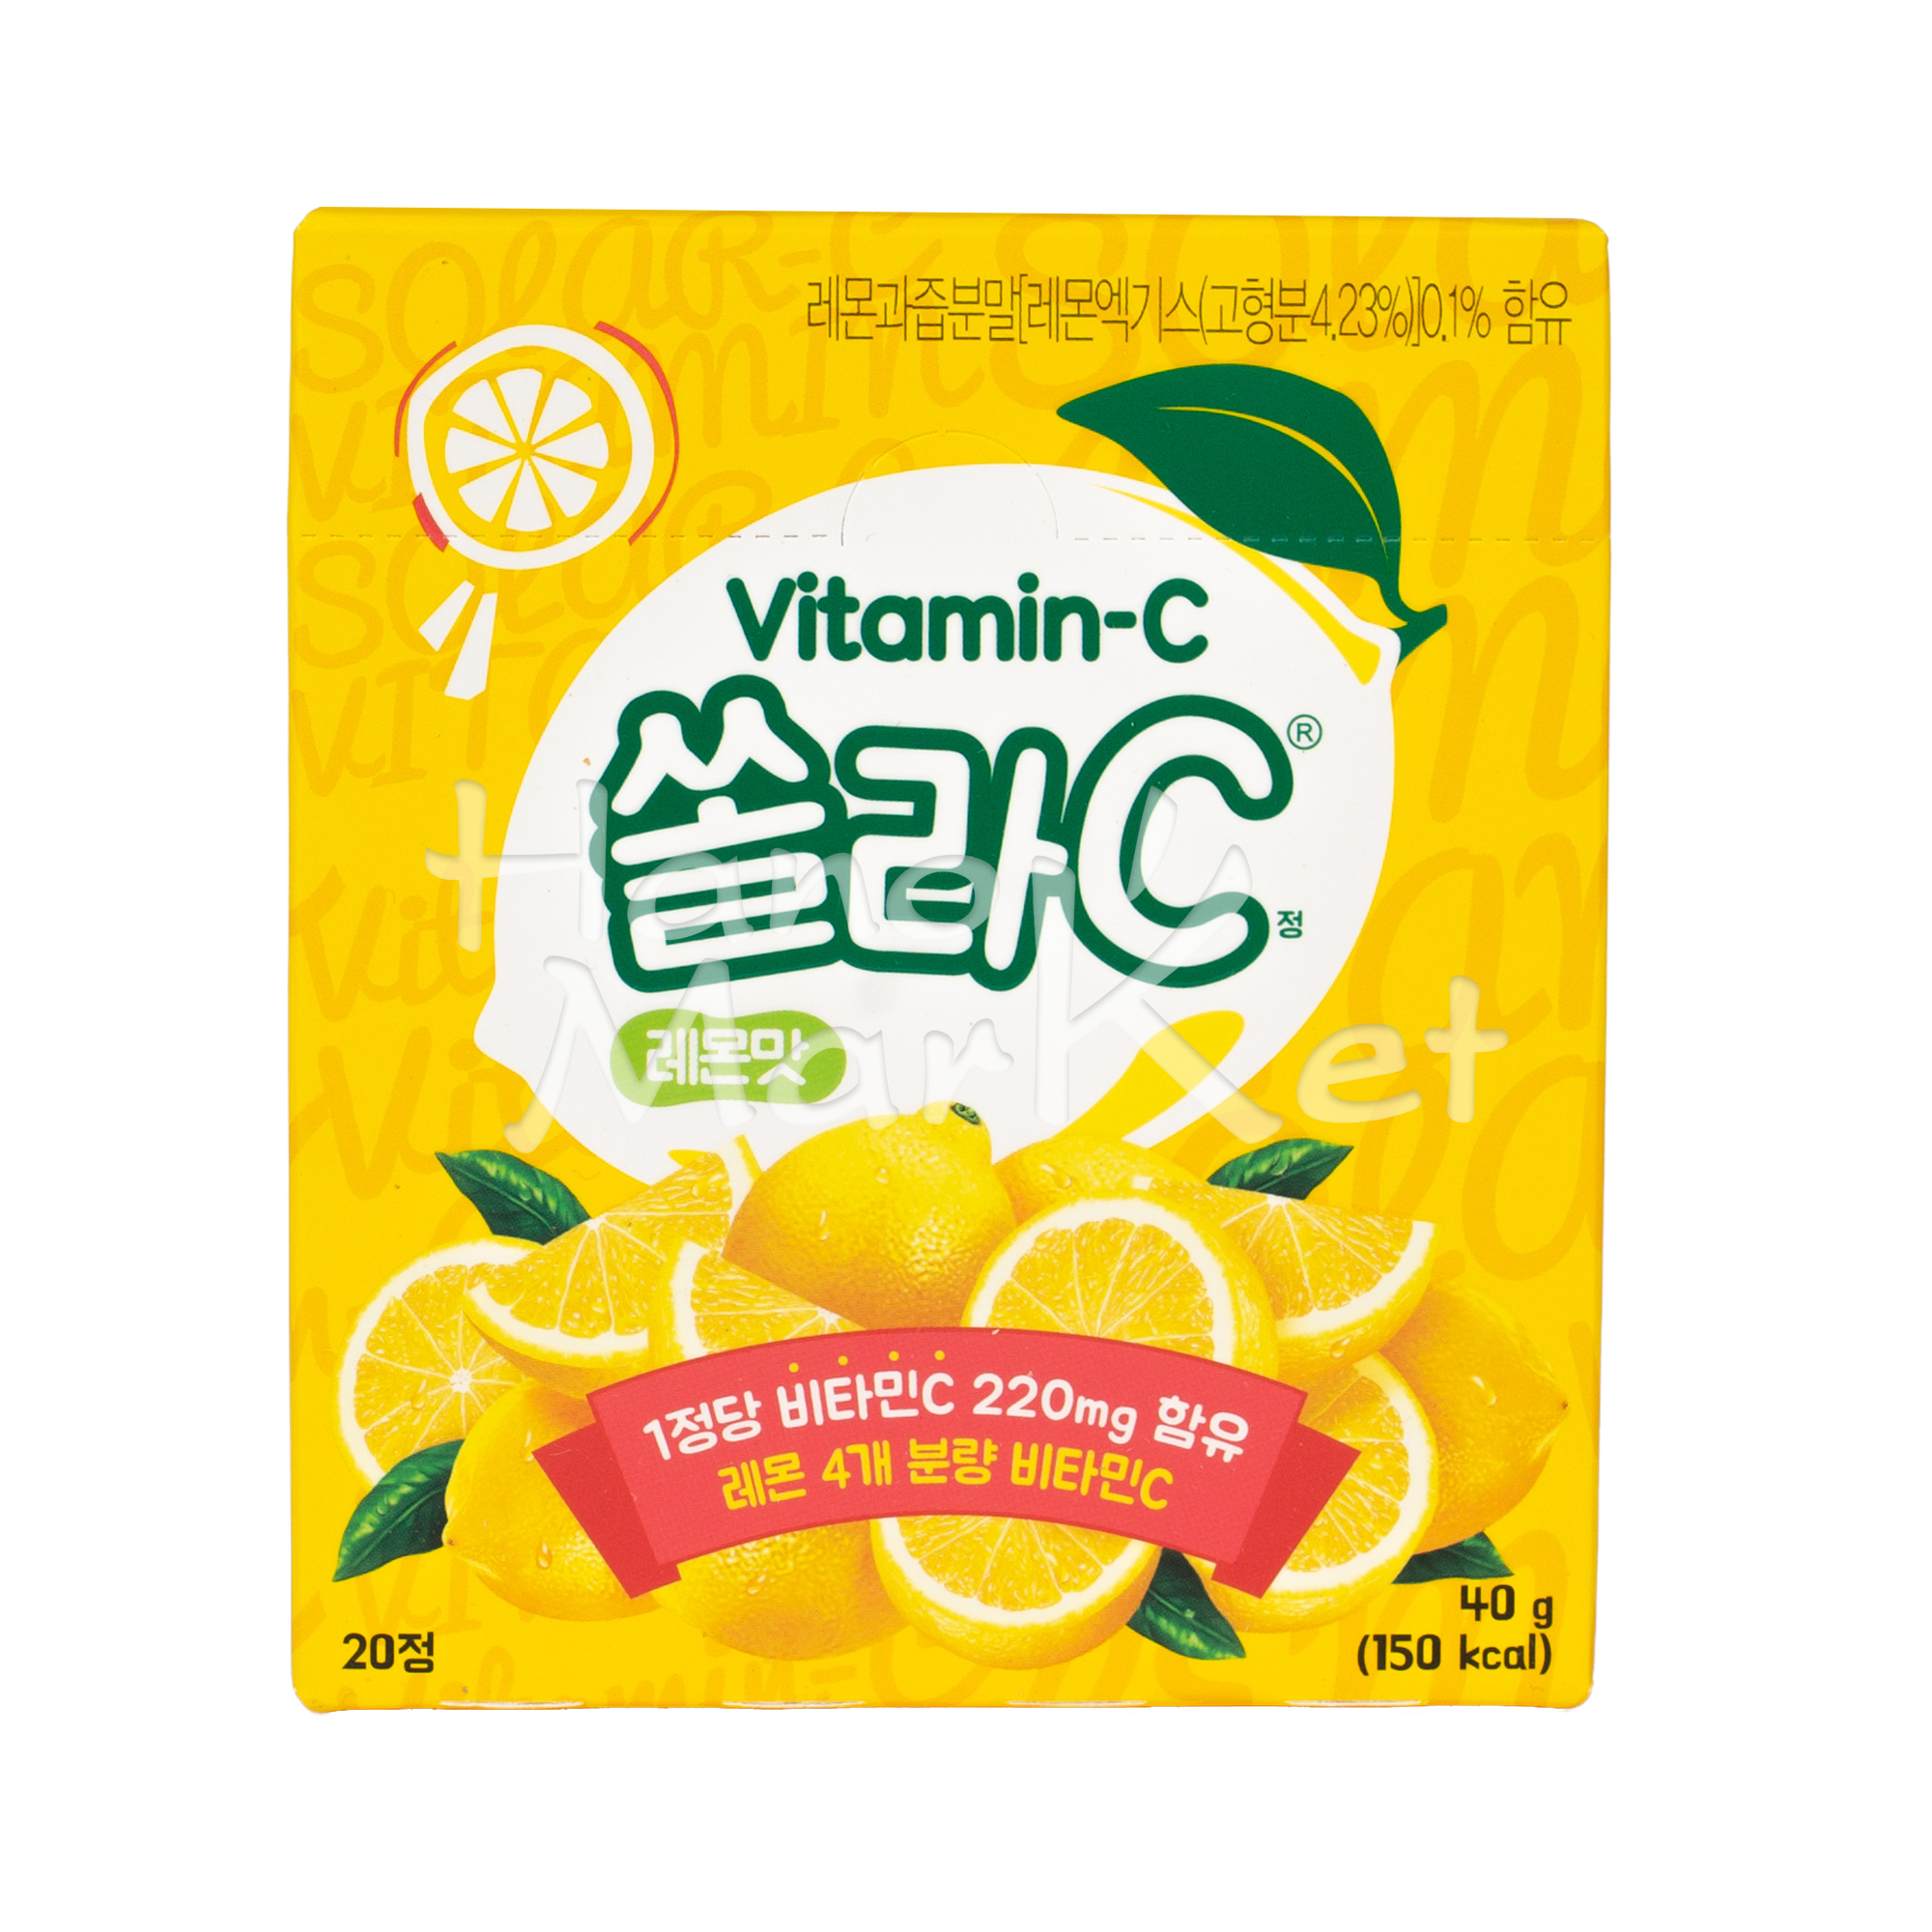 레몬과즙분말[레몬엑기스(고형분4.23%)]0.1% 함유
Vitamin-C
쏠라C®
정
레몬맛
Hanok
Market
1정당 비타민C 220mg 함유
레몬 4개 분량 비타민C
20정
40 g
(150 kcal)